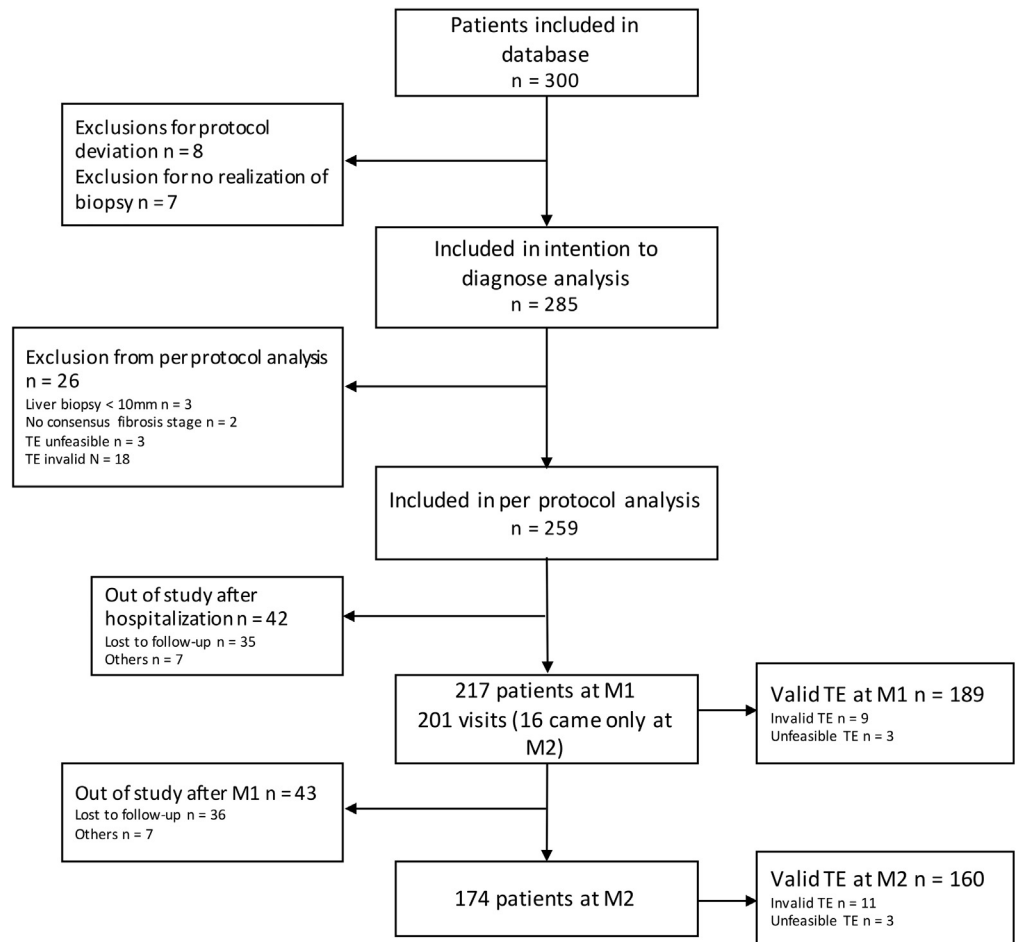 Patients included in
database
n = 300
Exclusions for protocol
deviation n = 8
Exclusion for no realization of
biopsy n = 7
Included in intention to
diagnose analysis
n = 285
Exclusion from per protocol analysis
n = 26
Liver biopsy < 10mm n = 3
No consensus fibrosis stage n = 2
TE unfeasible n = 3
TE invalid N = 18
Included in per protocol analysis
n = 259
Out of study after
hospitalization n = 42
Lost to follow-up n = 35
Others n = 7
217 patients at M1
201 visits (16 came only at
M2)
Valid TE at M1 n = 189
Invalid TE n = 9
Unfeasible TE n = 3
Out of study after M1 n = 43
Lost to follow-up n = 36
Others n = 7
174 patients at M2
Valid TE at M2 n = 160
Invalid TE n = 11
Unfeasible TE n = 3